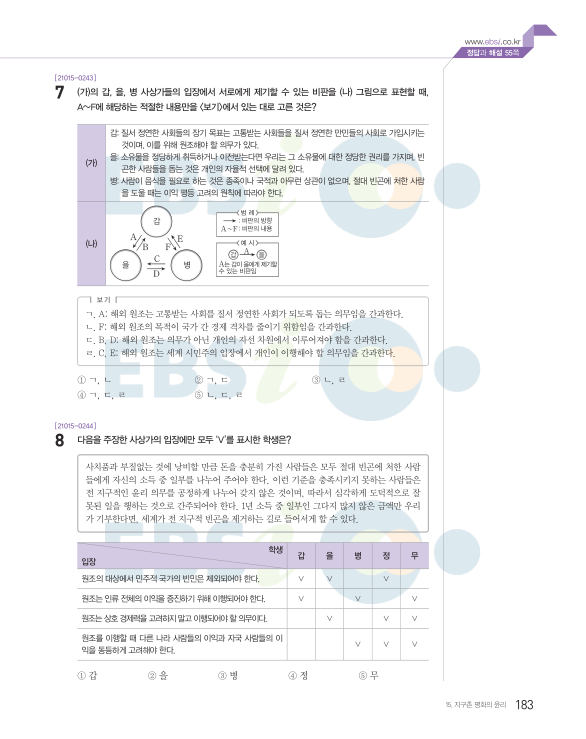 www.ebsi.co.kr
정답과 해설 55쪽
[21015-0243]
7 (가)의 갑, 을, 병 사상가들의 입장에서 서로에게 제기할 수 있는 비판을 (나) 그림으로 표현할 때,
A~F에 해당하는 적절한 내용만을 <보기>에서 있는 대로 고른 것은?
(가)
갑: 질서 정연한 사회들의 장기 목표는 고통받는 사회들을 질서 정연한 만민들의 사회로 가입시키는
것이며, 이를 위해 원조해야 할 의무가 있다.
을: 소유물을 정당하게 취득하거나 이전받는다면 우리는 그 소유물에 대한 정당한 권리를 가지며, 빈
곤한 사람들을 돕는 것은 개인의 자율적 선택에 달려 있다.
병: 사람이 음식을 필요로 하는 것은 종족이나 국적과 아무런 상관이 없으며, 절대 빈곤에 처한 사람
을 도울 때는 이익 평등 고려의 원칙에 따라야 한다.
(나)
갑
A B E F
을 C D 병
<범 례>
→ : 비판의 방향
A~F : 비판의 내용
<예 시>
갑 A 을
A는 갑이 을에게 제기할
수 있는 비판임
보기
ㄱ. A: 해외 원조는 고통받는 사회를 질서 정연한 사회가 되도록 돕는 의무임을 간과한다.
ㄴ. F: 해외 원조의 목적이 국가 간 경제 격차를 줄이기 위함임을 간과한다.
ㄷ. B, D: 해외 원조는 의무가 아닌 개인의 자선 차원에서 이루어져야 함을 간과한다.
ㄹ. C, E: 해외 원조는 세계 시민주의 입장에서 개인이 이행해야 할 의무임을 간과한다.
① ㄱ, ㄴ ② ㄱ, ㄷ ③ ㄴ, ㄹ
④ ㄱ, ㄷ, ㄹ ⑤ ㄴ, ㄷ, ㄹ
[21015-0244]
8 다음을 주장한 사상가의 입장에만 모두 '∨'를 표시한 학생은?
사치품과 부질없는 것에 낭비할 만큼 돈을 충분히 가진 사람들은 모두 절대 빈곤에 처한 사람
들에게 자신의 소득 중 일부를 나누어 주어야 한다. 이런 기준을 충족시키지 못하는 사람들은
전 지구적인 윤리 의무를 공정하게 나누어 갖지 않은 것이며, 따라서 심각하게 도덕적으로 잘
못된 일을 행하는 것으로 간주되어야 한다. 1년 소득 중 일부인 그다지 많지 않은 금액만 우리
가 기부한다면, 세계가 전 지구적 빈곤을 제거하는 길로 들어서게 할 수 있다.
입장 학생 갑 을 병 정 무
원조의 대상에서 민주적 국가의 빈민은 제외되어야 한다. ∨ ∨ ∨
원조는 인류 전체의 이익을 증진하기 위해 이행되어야 한다. ∨ ∨ ∨
원조는 상호 경제력을 고려하지 말고 이행되어야 할 의무이다. ∨ ∨ ∨
원조를 이행할 때 다른 나라 사람들의 이익과 자국 사람들의 이
익을 동등하게 고려해야 한다. ∨ ∨ ∨
① 갑 ② 을 ③ 병 ④ 정 ⑤ 무
15. 지구촌 평화의 윤리 183
EBSi
EBSi
EBSi